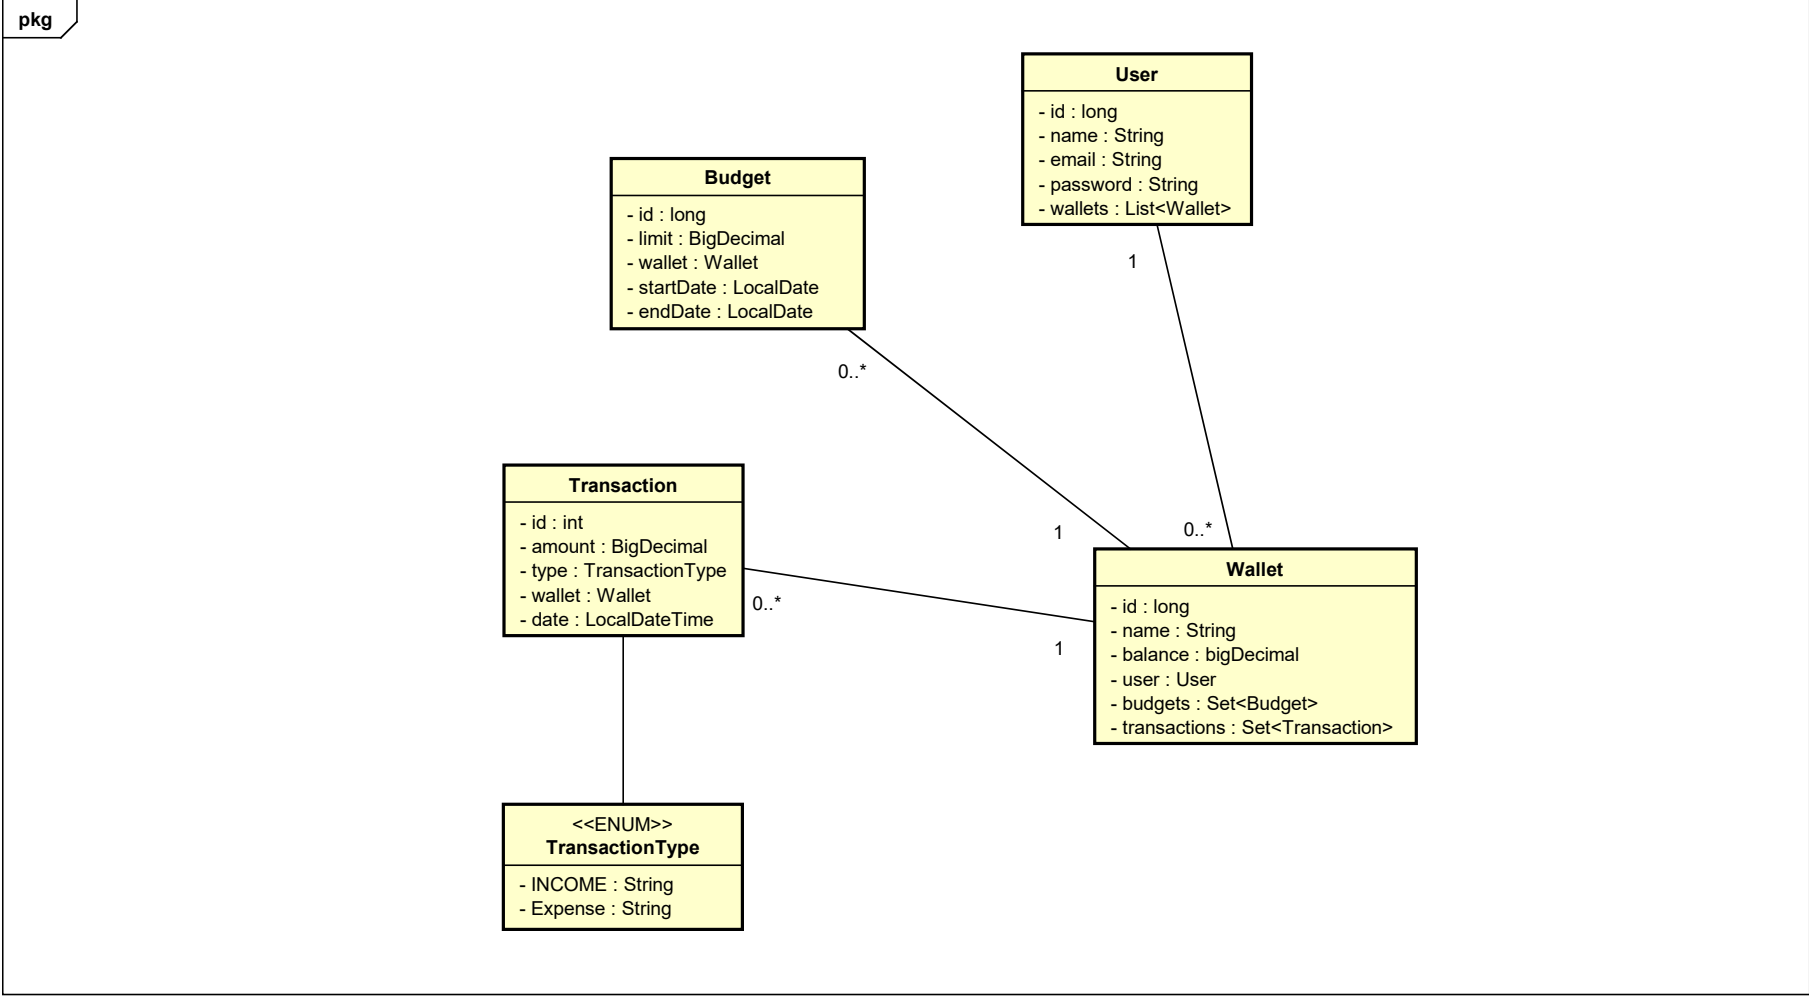 pkg
User
- id : long
- name : String
- email : String
- password : String
- wallets : List<Wallet>
1
Budget
- id : long
- limit : BigDecimal
- wallet : Wallet
- startDate : LocalDate
- endDate : LocalDate
0..*
1
0..*
Transaction
- id : int
- amount : BigDecimal
- type : TransactionType
- wallet : Wallet
- date : LocalDateTime
0..*
1
Wallet
- id : long
- name : String
- balance : bigDecimal
- user : User
- budgets : Set<Budget>
- transactions : Set<Transaction>
<<ENUM>>
TransactionType
- INCOME : String
- Expense : String